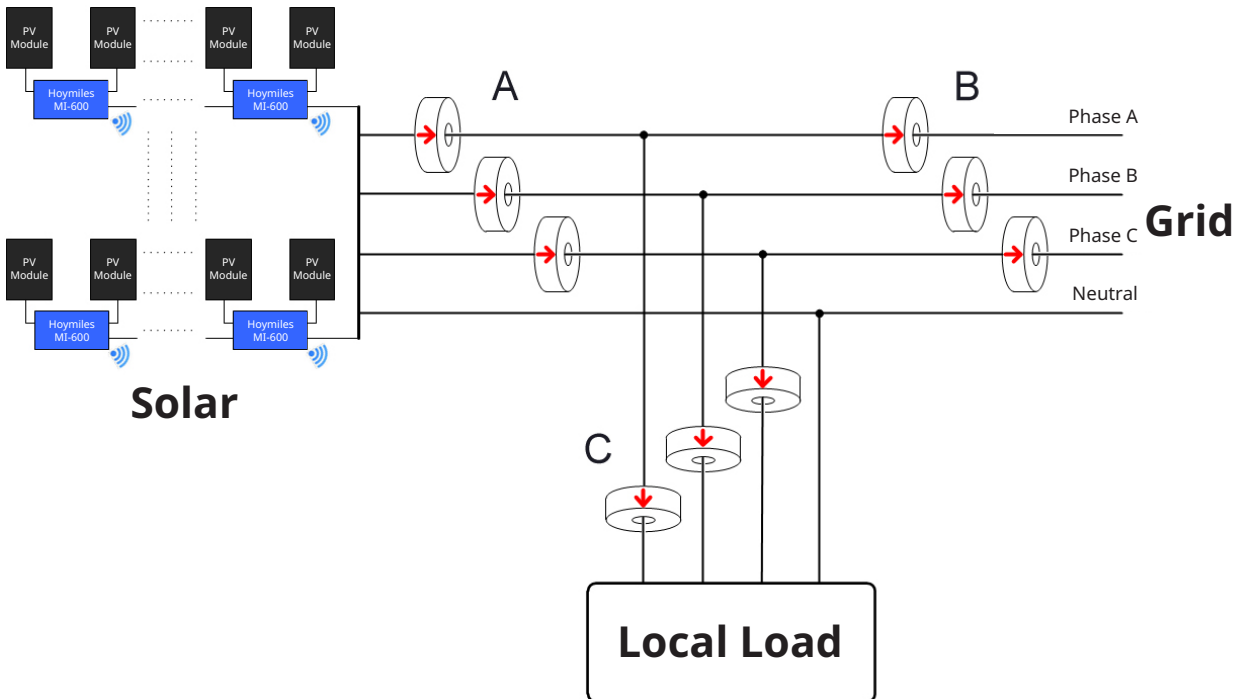 PV
Module
PV
Module
PV
Module
PV
Module
Hoymiles
MI-600
Hoymiles
MI-600
A
B
Phase A
Phase B
Phase C
Grid
Neutral
PV
Module
PV
Module
PV
Module
PV
Module
Hoymiles
MI-600
Hoymiles
MI-600
Solar
C
Local Load